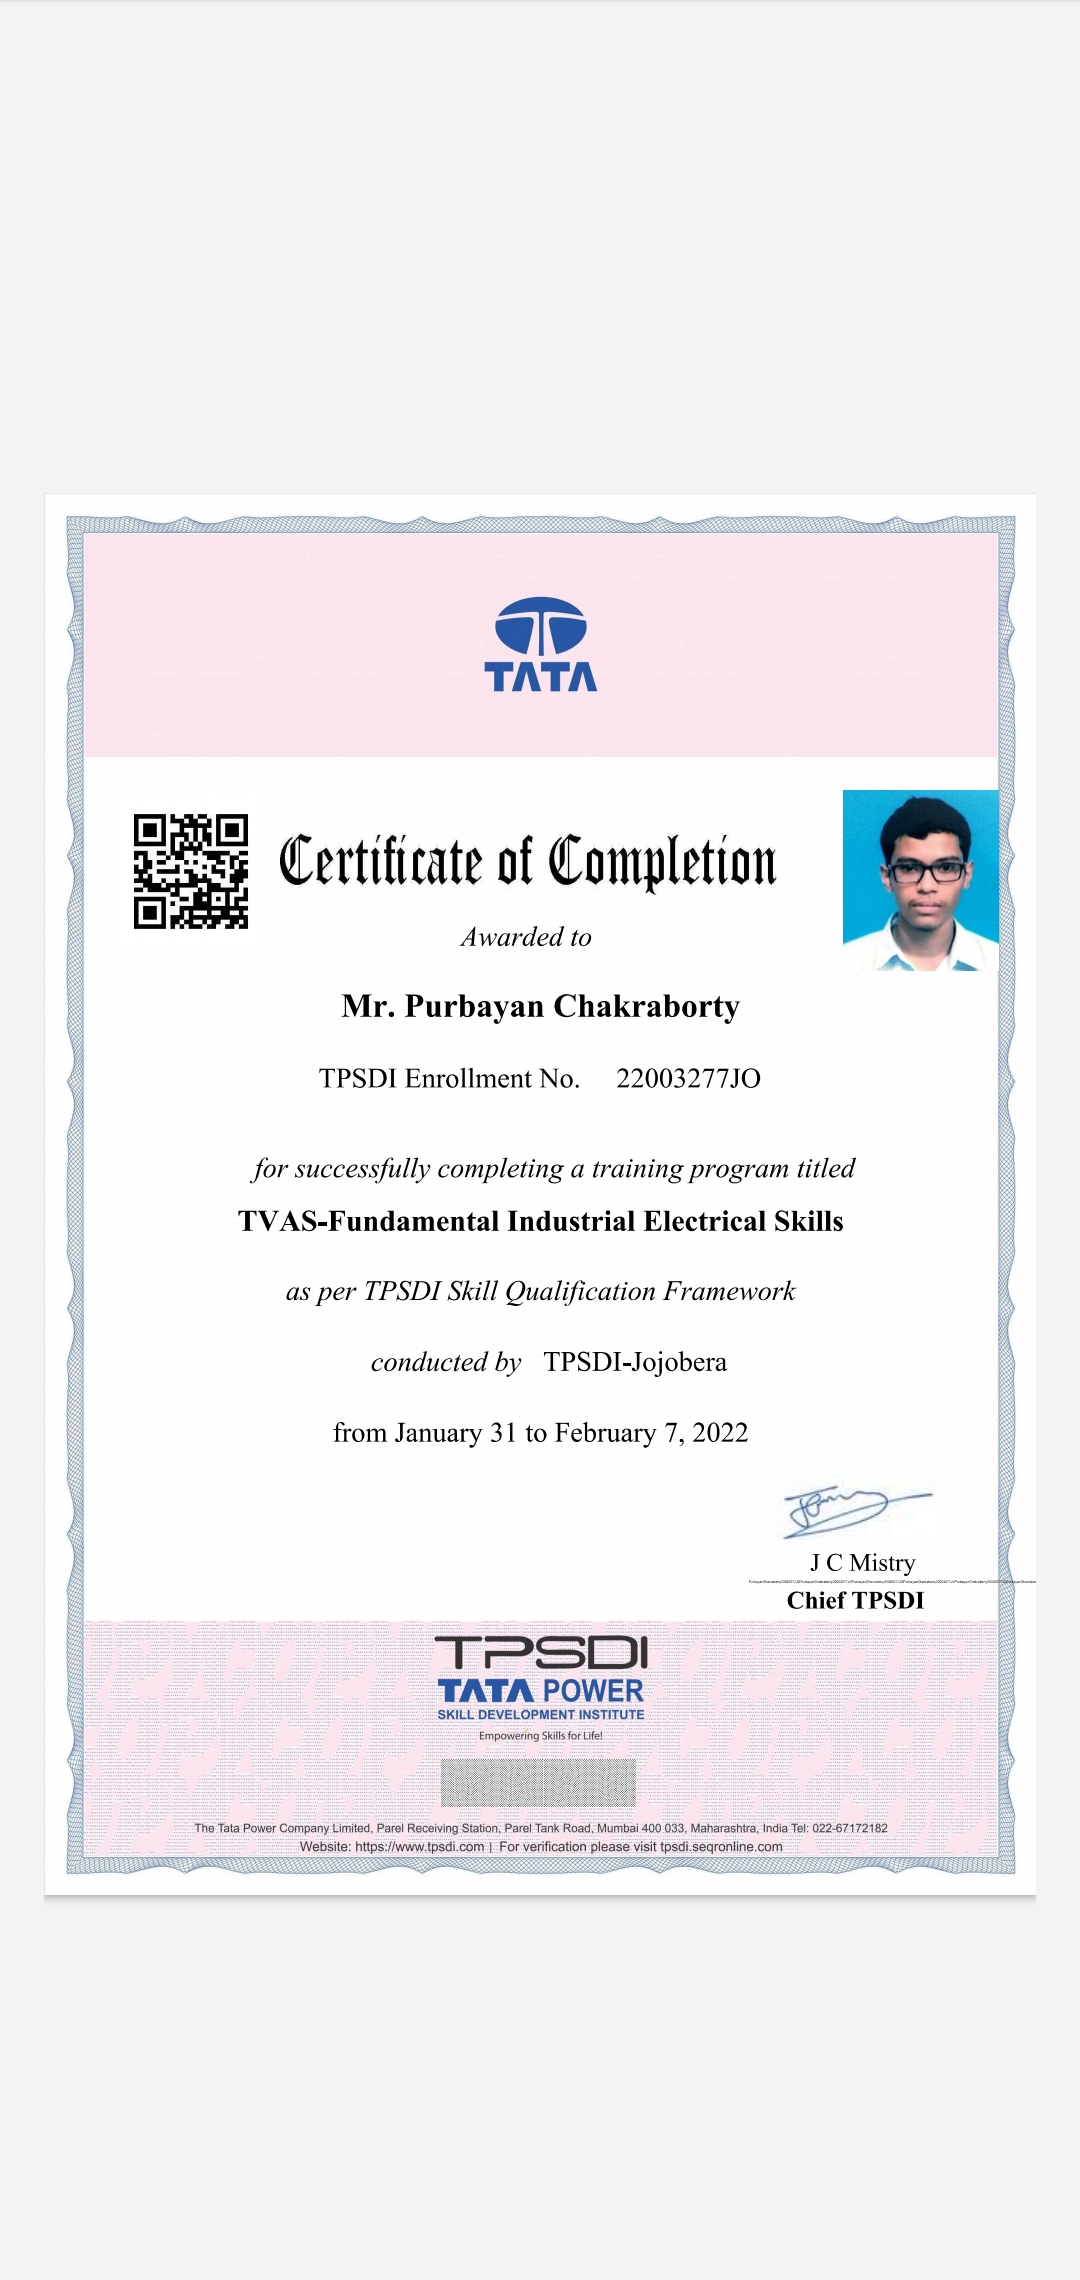 TATA
Certificate of Completion
Awarded to
Mr. Purbayan Chakraborty
TPSDI Enrollment No. 22003277JO
for successfully completing a training program titled
TVAS-Fundamental Industrial Electrical Skills
as per TPSDI Skill Qualification Framework
conducted by TPSDI-Jojobera
from January 31 to February 7, 2022
J C Mistry
Chief TPSDI
TPSDI
TATA POWER
SKILL DEVELOPMENT INSTITUTE
Empowering Skills for Life!
The Tata Power Company Limited, Parel Receiving Station, Parel Tank Road, Mumbai 400 033, Maharashtra, India Tel: 022-67172182
Website: https://www.tpsdi.com | For verification please visit tpsdi.seqronline.com